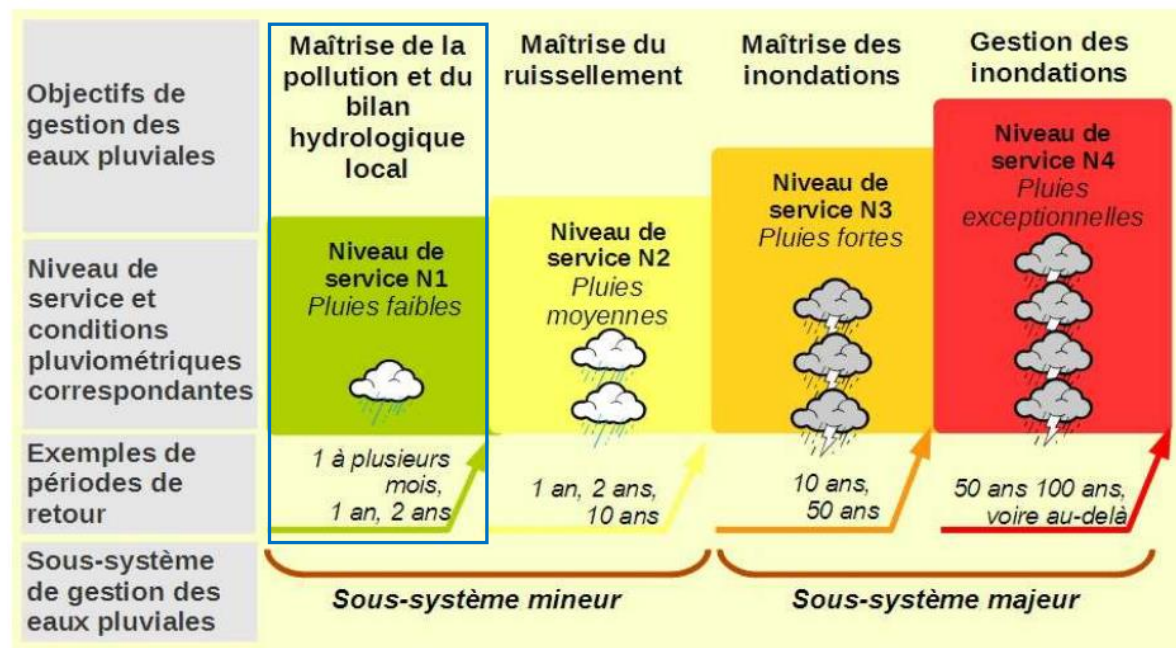 Objectifs de
gestion des
eaux pluviales
Maîtrise de la
pollution et du
bilan
hydrologique
local
Maîtrise du
ruissellement
Maîtrise des
inondations
Gestion des
inondations
Niveau de
service et
conditions
pluviométriques
correspondantes
Niveau de
service N1
Pluies faibles
Niveau de
service N2
Pluies
moyennes
Niveau de
service N3
Pluies fortes
Niveau de
service N4
Pluies
exceptionnelles
Exemples de
périodes de
retour
1 à plusieurs
mois,
1 an, 2 ans
1 an, 2 ans,
10 ans
10 ans,
50 ans
50 ans 100 ans,
voire au-delà
Sous-système
de gestion des
eaux pluviales
Sous-système mineur
Sous-système majeur